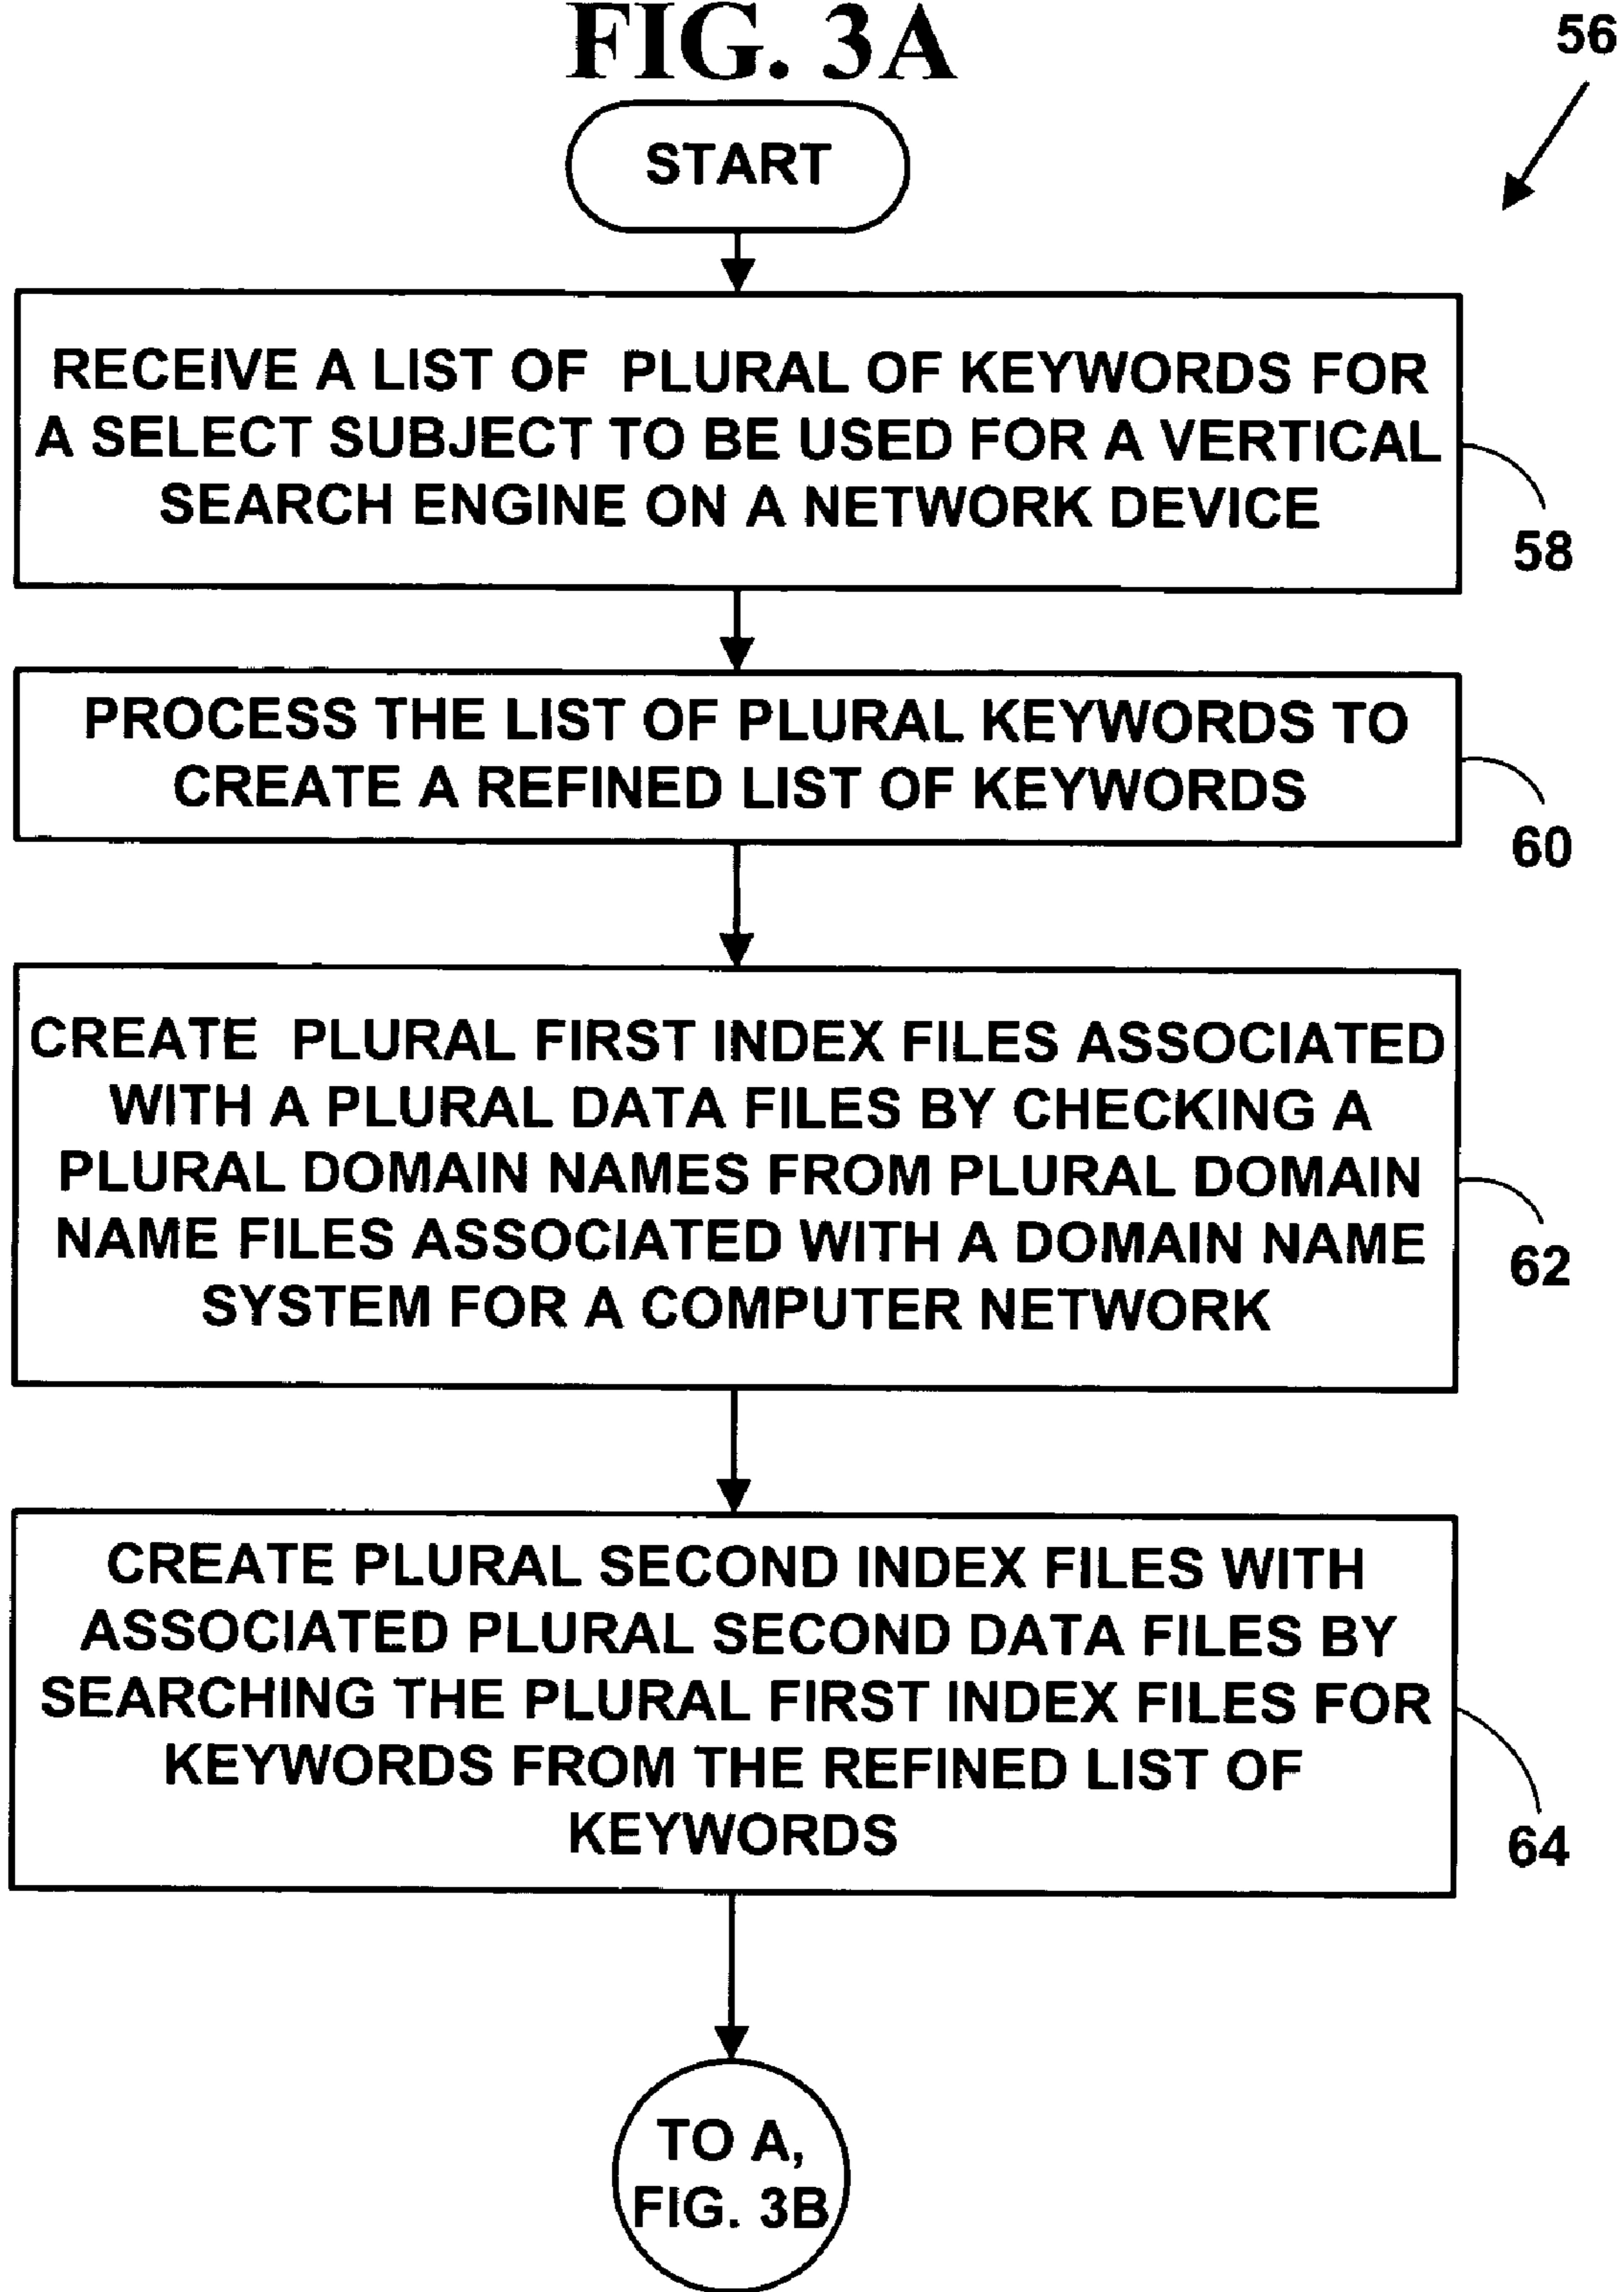 FIG. 3A
56
START
RECEIVE A LIST OF PLURAL OF KEYWORDS FOR
A SELECT SUBJECT TO BE USED FOR A VERTICAL
SEARCH ENGINE ON A NETWORK DEVICE
58
PROCESS THE LIST OF PLURAL KEYWORDS TO
CREATE A REFINED LIST OF KEYWORDS
60
CREATE PLURAL FIRST INDEX FILES ASSOCIATED
WITH A PLURAL DATA FILES BY CHECKING A
PLURAL DOMAIN NAMES FROM PLURAL DOMAIN
NAME FILES ASSOCIATED WITH A DOMAIN NAME
SYSTEM FOR A COMPUTER NETWORK
62
CREATE PLURAL SECOND INDEX FILES WITH
ASSOCIATED PLURAL SECOND DATA FILES BY
SEARCHING THE PLURAL FIRST INDEX FILES FOR
KEYWORDS FROM THE REFINED LIST OF
KEYWORDS
64
TO A,
FIG. 3B